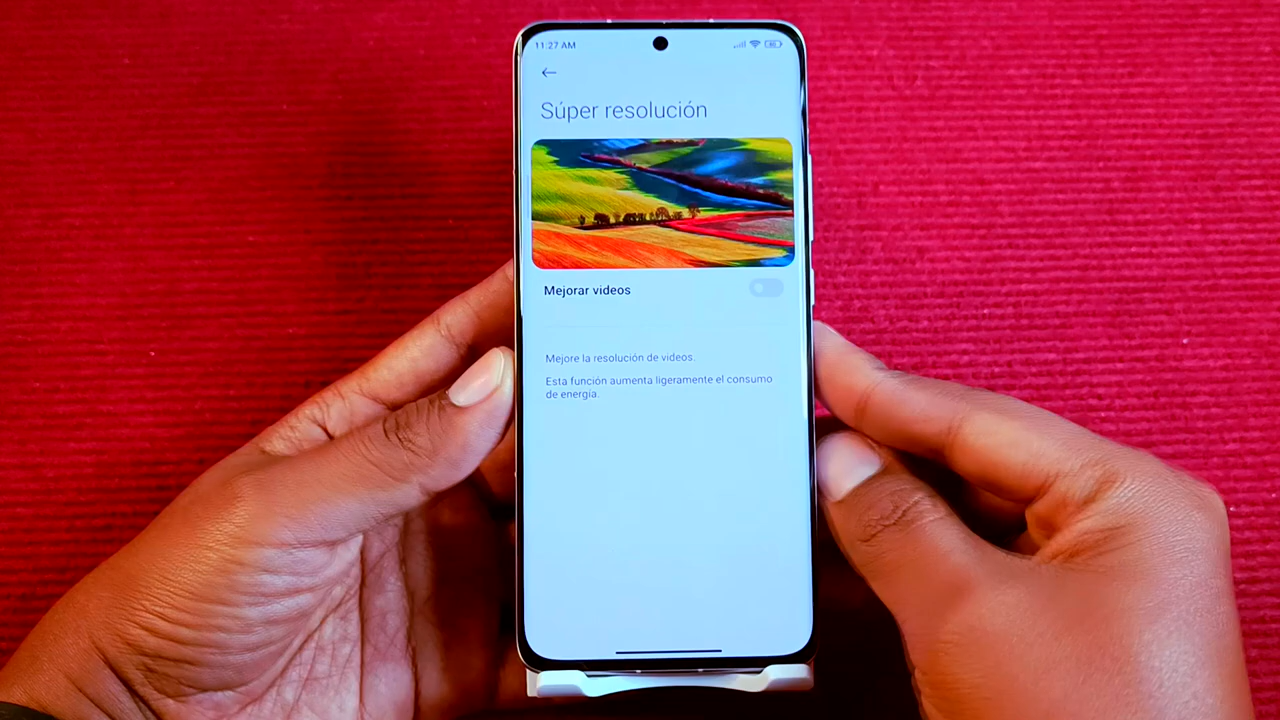 11:27 AM
Súper resolución
Mejorar videos
Mejore la resolución de videos.
Esta función aumenta ligeramente el consumo
de energía.